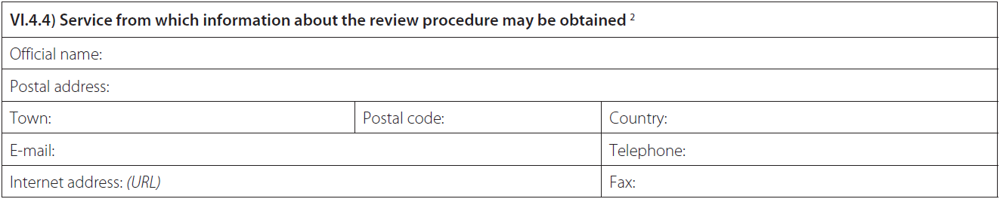 VI.4.4) Service from which information about the review procedure may be obtained ²
Official name:
Postal address:
Town: Postal code: Country:
E-mail: Telephone:
Internet address: (URL) Fax: